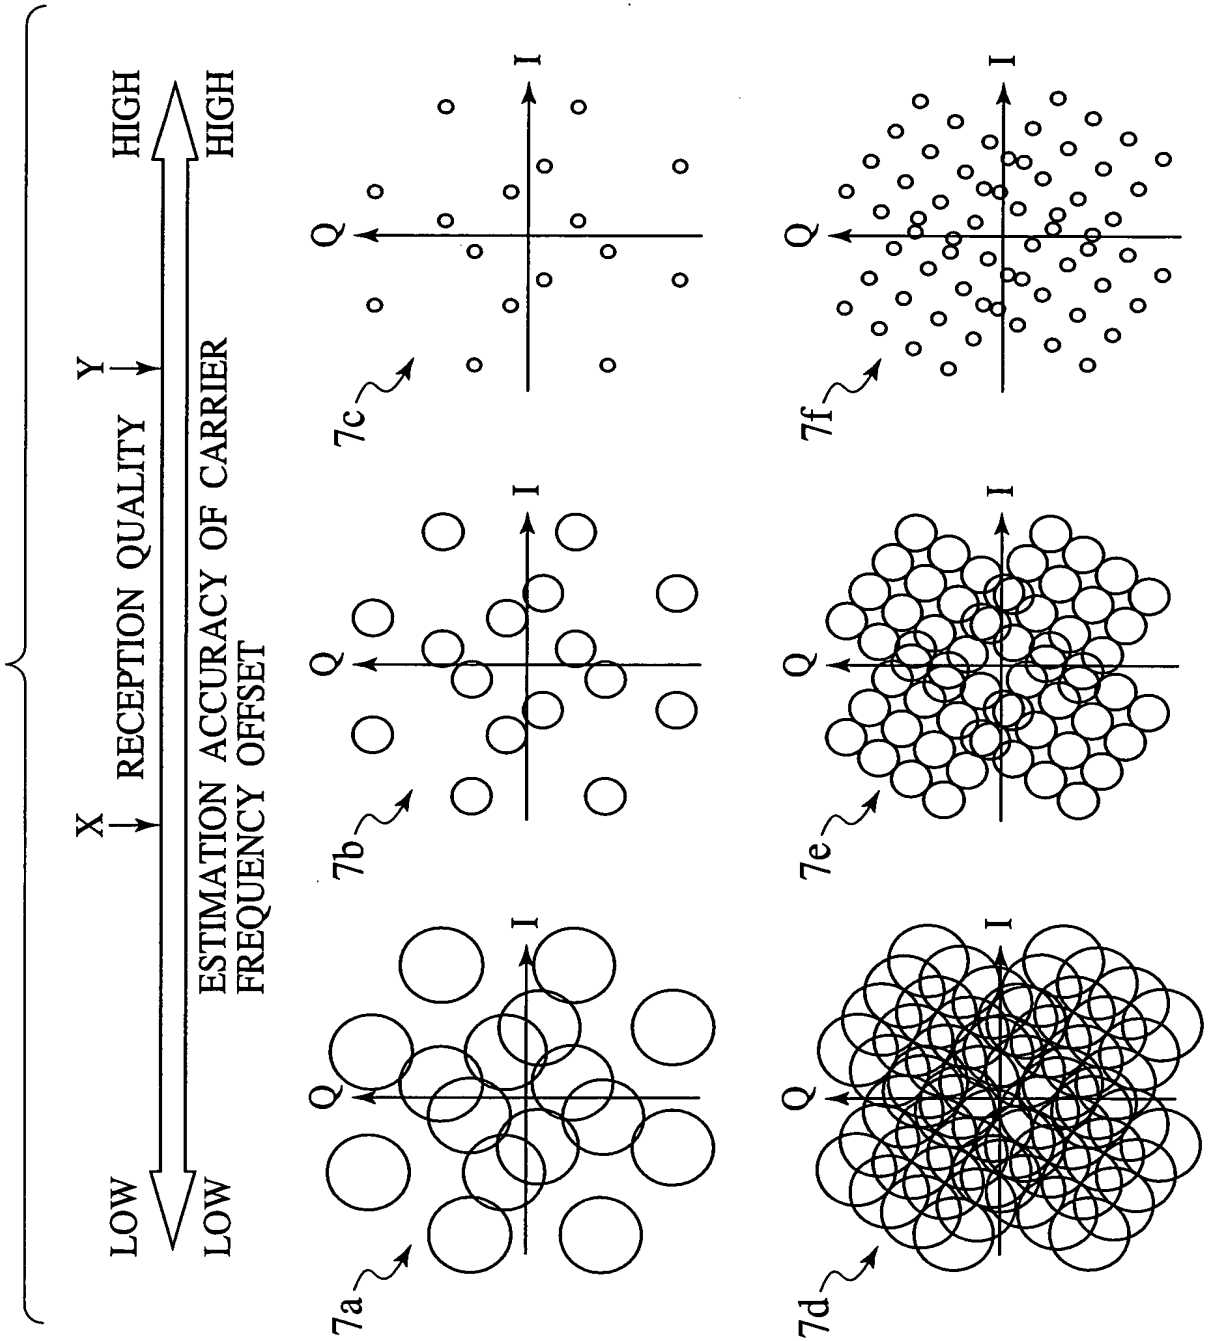 LOW
HIGH
X
Y
RECEPTION QUALITY
LOW
HIGH
ESTIMATION ACCURACY OF CARRIER
FREQUENCY OFFSET
7a
Q
I
7b
Q
I
7c
Q
I
7d
Q
I
7e
Q
I
7f
Q
I